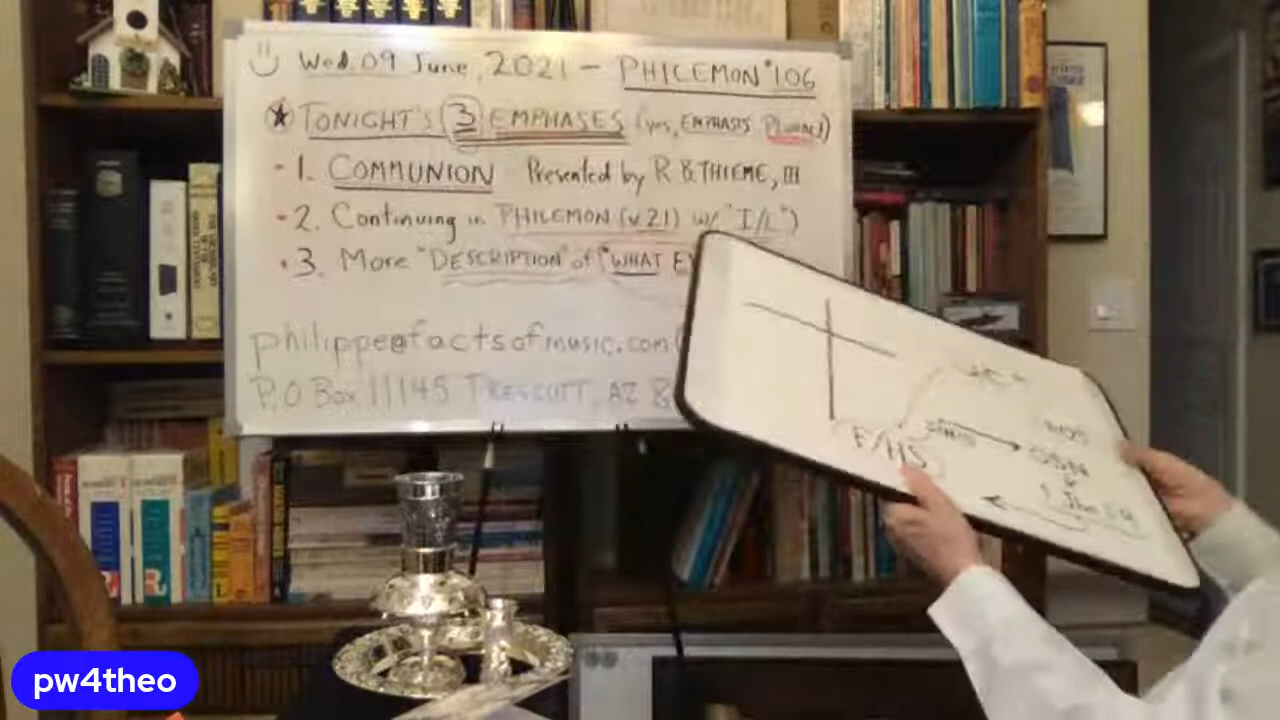 Wed. 09 June, 2021 - PHILEMON #106
TONIGHT'S 3 EMPHASES (yes, EMPHASIS PLURAL)
- 1. COMMUNION Presented by R.B. THIEME, III
- 2. Continuing in PHILEMON (v.21) w/ "I/L")
- 3. More "DESCRIPTION" of ("WHAT
philippe@factsofmusic.com
P.O Box 11145 PRESCOTT, AZ 8
F/HS
pw4theo